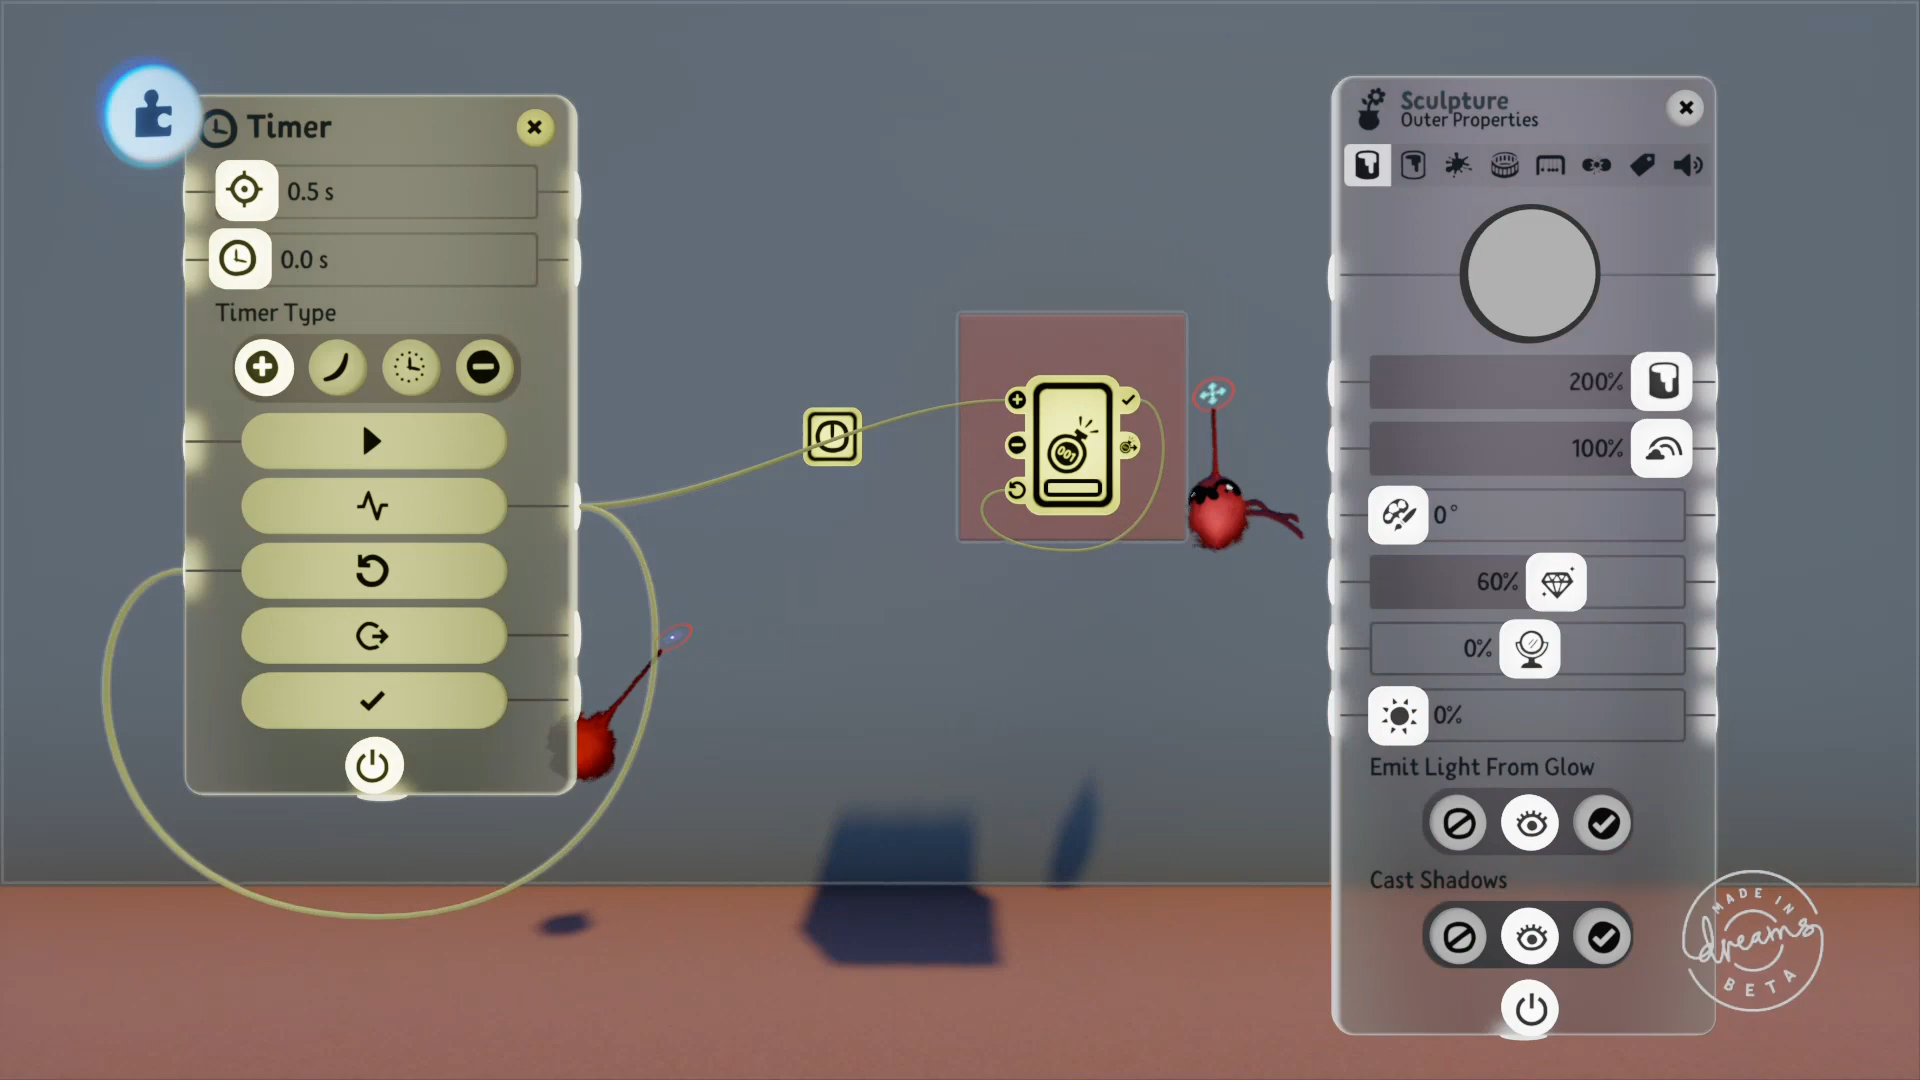 Timer
0.5 s
0.0 s
Timer Type
001
Sculpture
Outer Properties
200%
100%
0°
60%
0%
0%
Emit Light From Glow
Cast Shadows
MADE IN
dreams
BETA